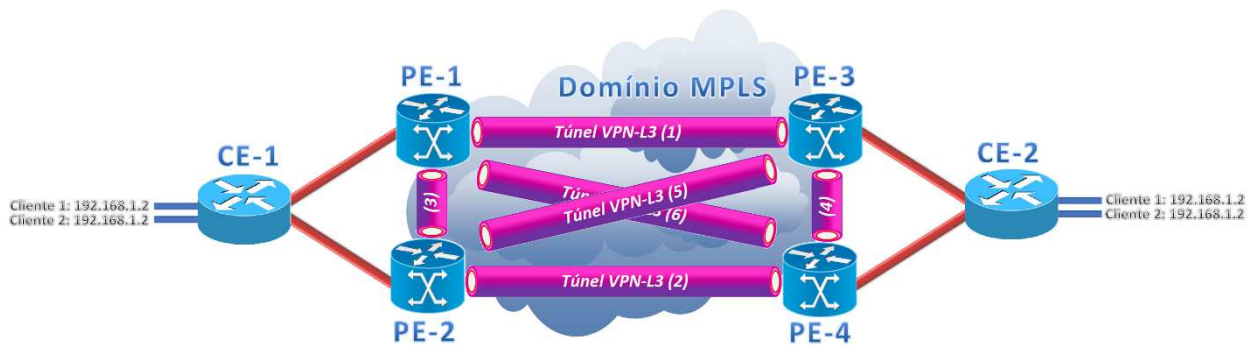 PE-1
Domínio MPLS
PE-3
Túnel VPN-L3 (1)
CE-1
CE-2
Cliente 1: 192.168.1.2
Cliente 2: 192.168.1.2
(3)
Túnel VPN-L3 (5)
(6)
(4)
Cliente 1: 192.168.1.2
Cliente 2: 192.168.1.2
Túnel VPN-L3 (2)
PE-2
PE-4